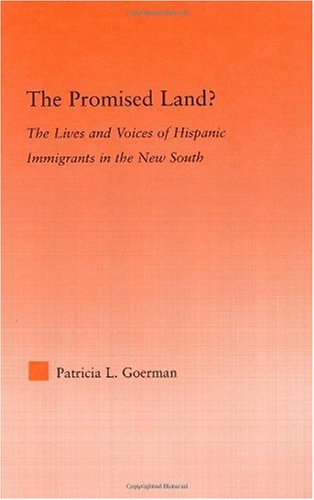 The Promised Land?
The Lives and Voices of Hispanic
Immigrants in the New South
Patricia L. Goerman